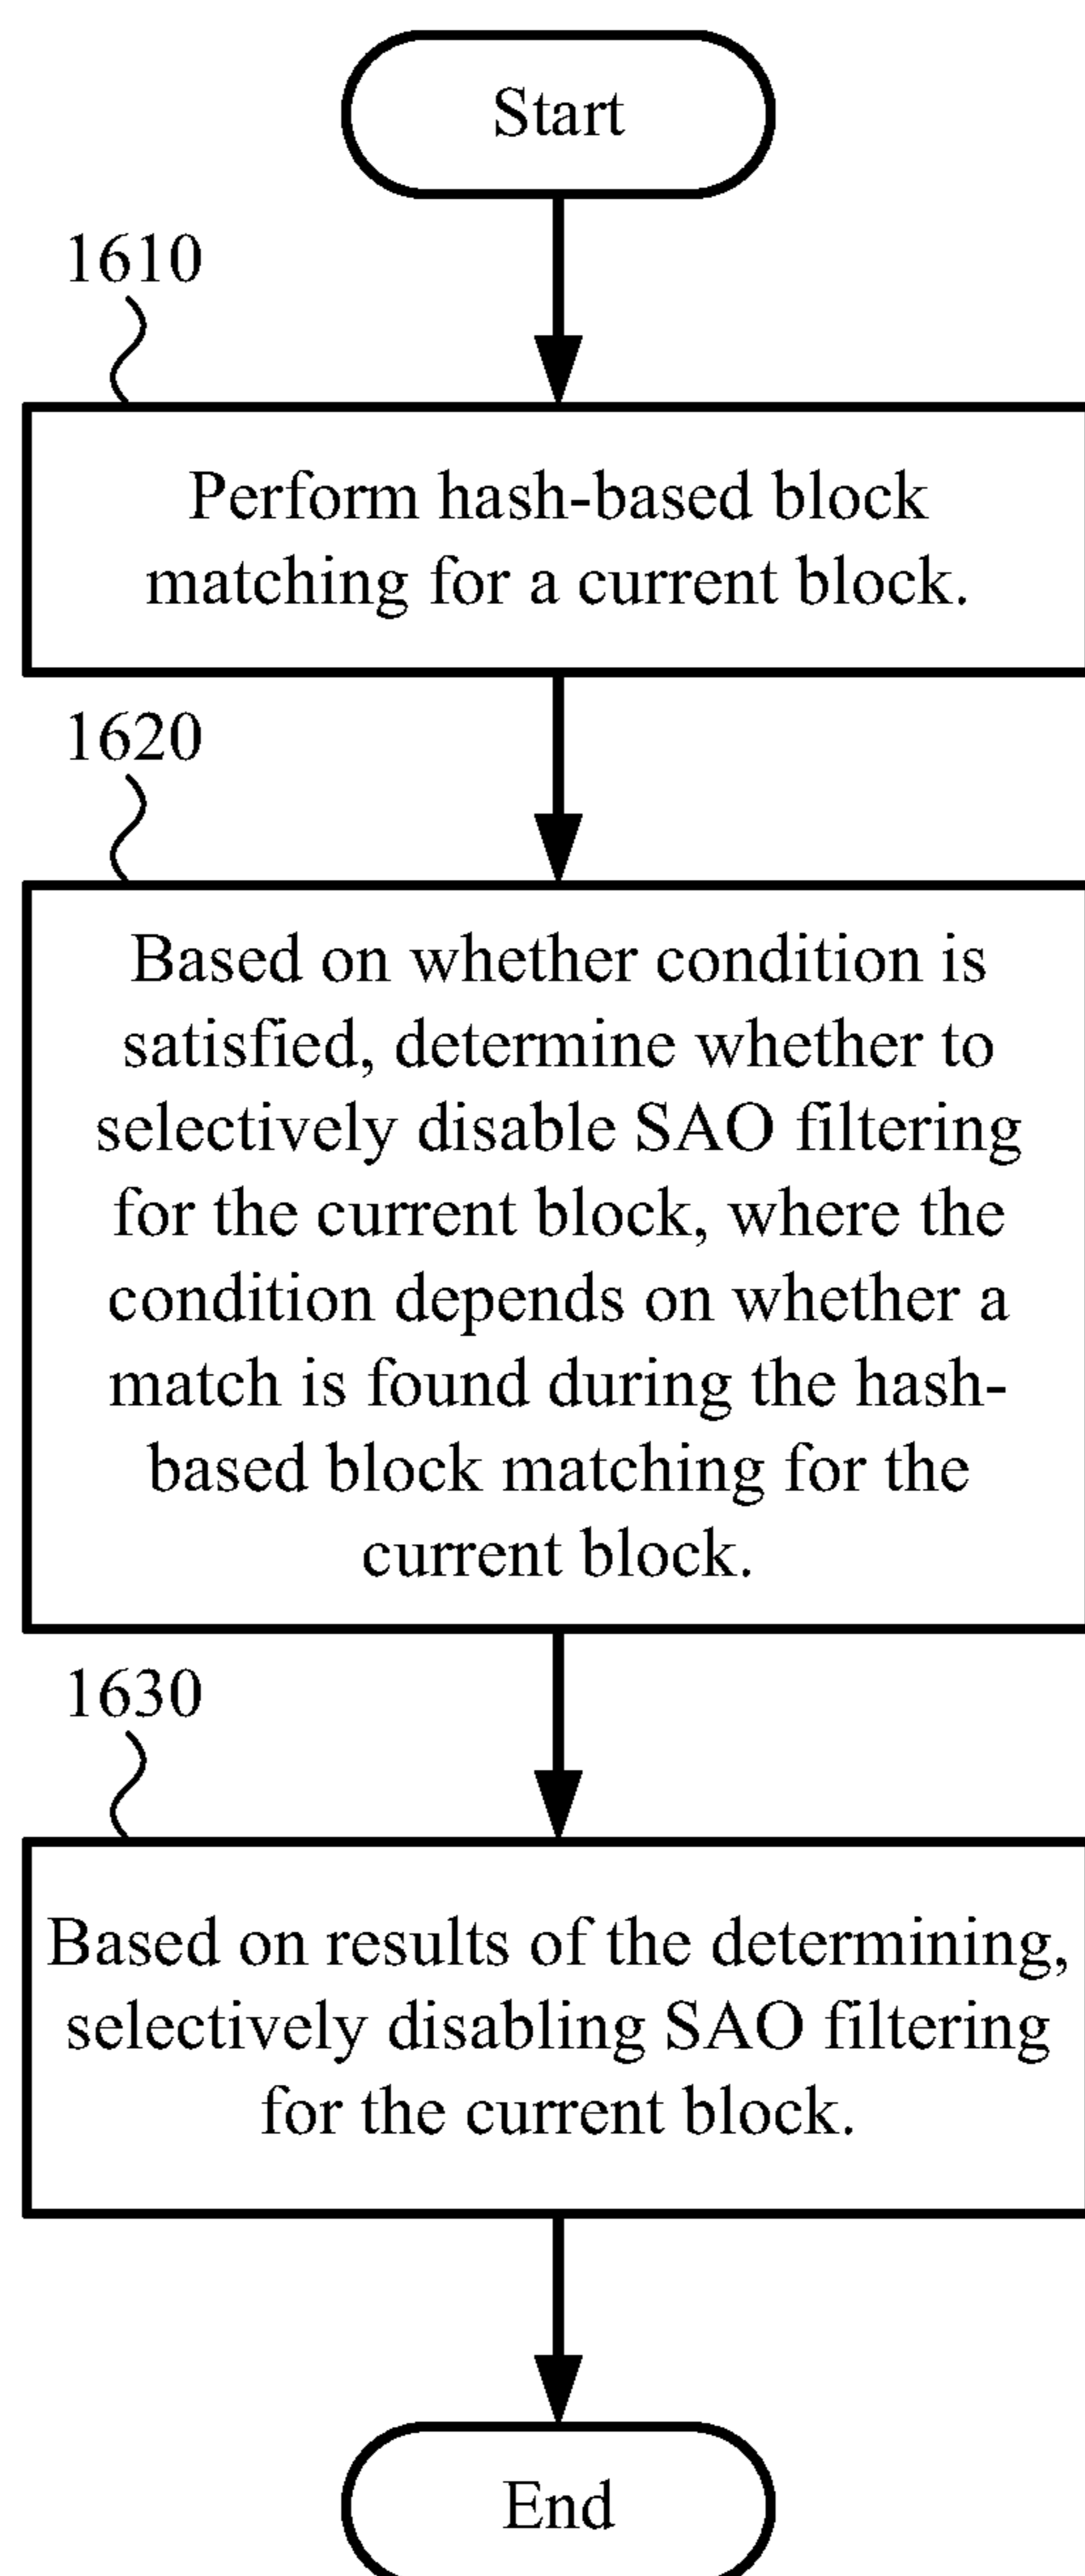 Start
1610
Perform hash-based block
matching for a current block.
1620
Based on whether condition is
satisfied, determine whether to
selectively disable SAO filtering
for the current block, where the
condition depends on whether a
match is found during the hash-
based block matching for the
current block.
1630
Based on results of the determining,
selectively disabling SAO filtering
for the current block.
End